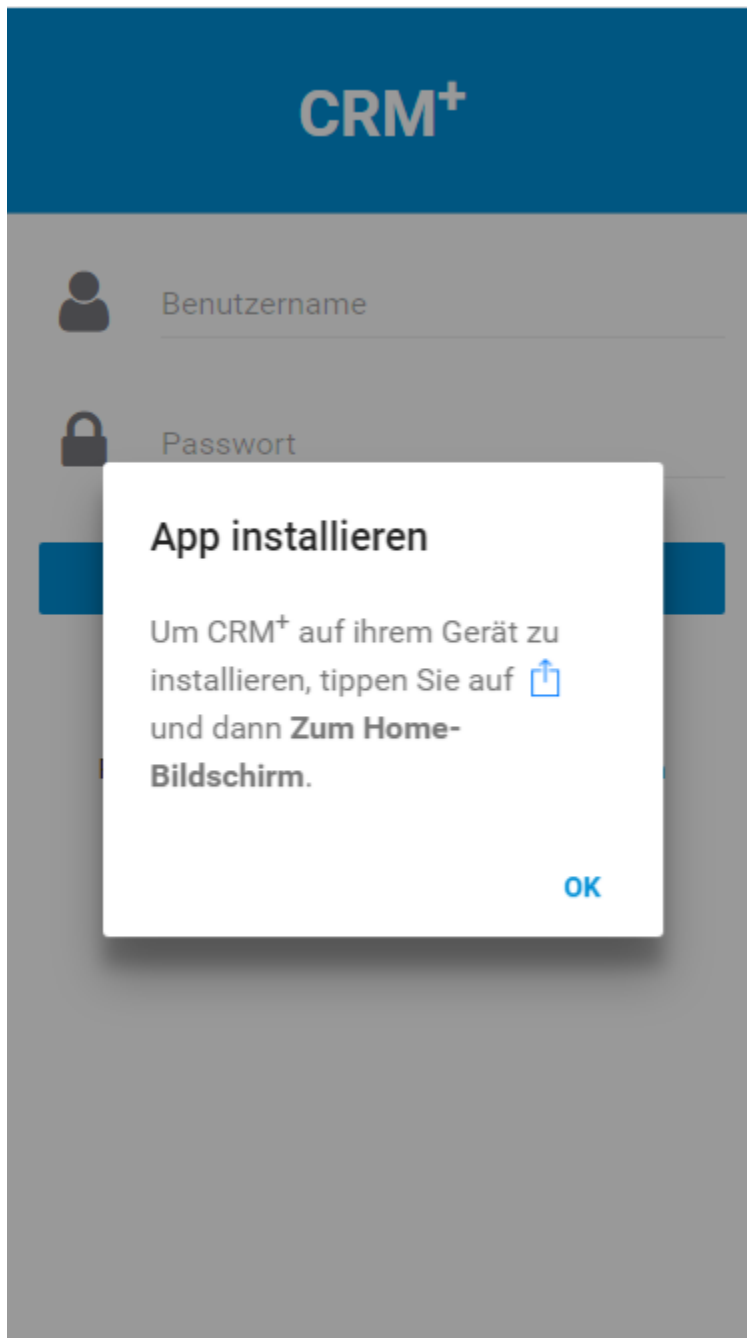 CRM⁺
Benutzername
Passwort
App installieren
Um CRM⁺ auf ihrem Gerät zu
installieren, tippen Sie auf
und dann Zum Home-
Bildschirm.
OK